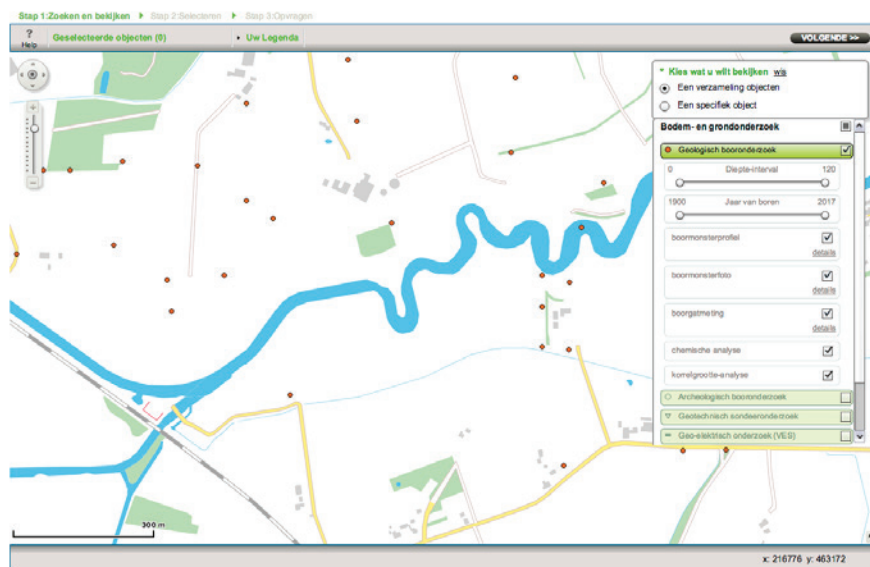 Stap 1:Zoeken en bekijken Stap 2:Selecteren Stap 3:Opvragen
?
Help
Geselecteerde objecten (0)
Uw Legenda
VOLGENDE >>
Kies wat u wilt bekijken wis
Een verzameling objecten
Een specifiek object
Bodem- en grondonderzoek
Geologisch booronderzoek
0 Diepte-interval 120
1900 Jaar van boren 2017
boormonsterprofiel
details
boormonsterfoto
details
boorgatmeting
details
chemische analyse
korrelgrootte-analyse
Archeologisch booronderzoek
Geotechnisch sondeeronderzoek
Geo-elektrisch onderzoek (VES)
300 m
x: 216776 y: 463172